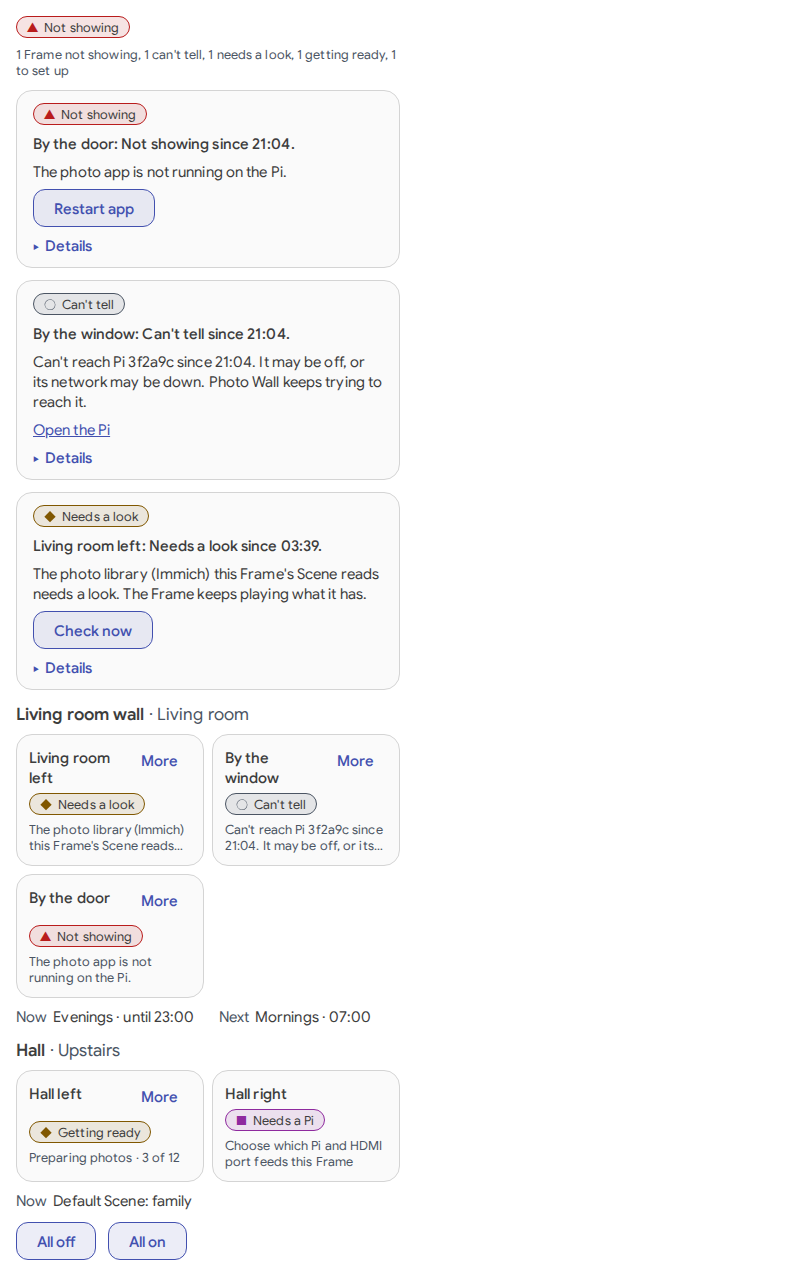 Not showing
1 Frame not showing, 1 can't tell, 1 needs a look, 1 getting ready, 1
to set up
Not showing
By the door: Not showing since 21:04.
The photo app is not running on the Pi.
Restart app
▸ Details
Can't tell
By the window: Can't tell since 21:04.
Can't reach Pi 3f2a9c since 21:04. It may be off, or
its network may be down. Photo Wall keeps trying to
reach it.
Open the Pi
▸ Details
Needs a look
Living room left: Needs a look since 03:39.
The photo library (Immich) this Frame's Scene reads
needs a look. The Frame keeps playing what it has.
Check now
▸ Details
Living room wall · Living room
Living room
left
More
Needs a look
The photo library (Immich)
this Frame's Scene reads...
By the
window
More
Can't tell
Can't reach Pi 3f2a9c since
21:04. It may be off, or its...
By the door
More
Not showing
The photo app is not
running on the Pi.
Now Evenings · until 23:00
Next Mornings · 07:00
Hall · Upstairs
Hall left
More
Getting ready
Preparing photos · 3 of 12
Hall right
Needs a Pi
Choose which Pi and HDMI
port feeds this Frame
Now Default Scene: family
All off
All on